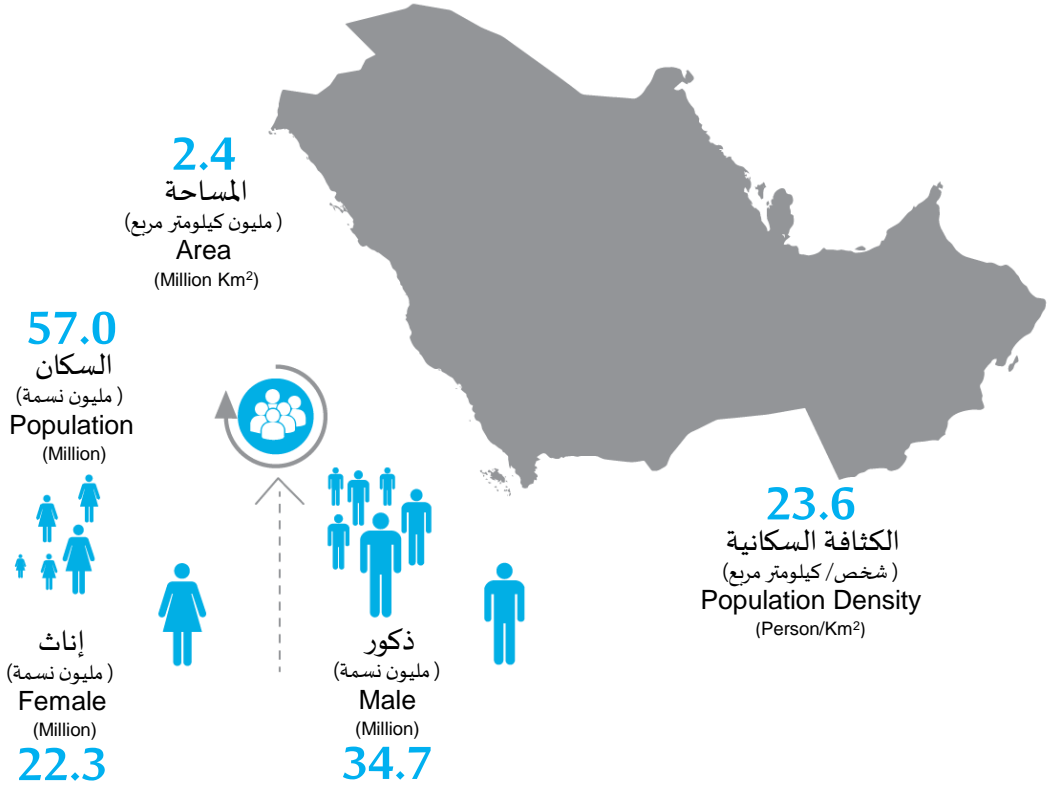 2.4
المساحة
(مليون كيلومتر مربع)
Area
(Million Km²)
57.0
السكان
(مليون نسمة)
Population
(Million)
23.6
الكثافة السكانية
(شخص/ كيلومتر مربع)
Population Density
(Person/Km²)
إناث
(مليون نسمة)
Female
(Million)
22.3
ذكور
(مليون نسمة)
Male
(Million)
34.7